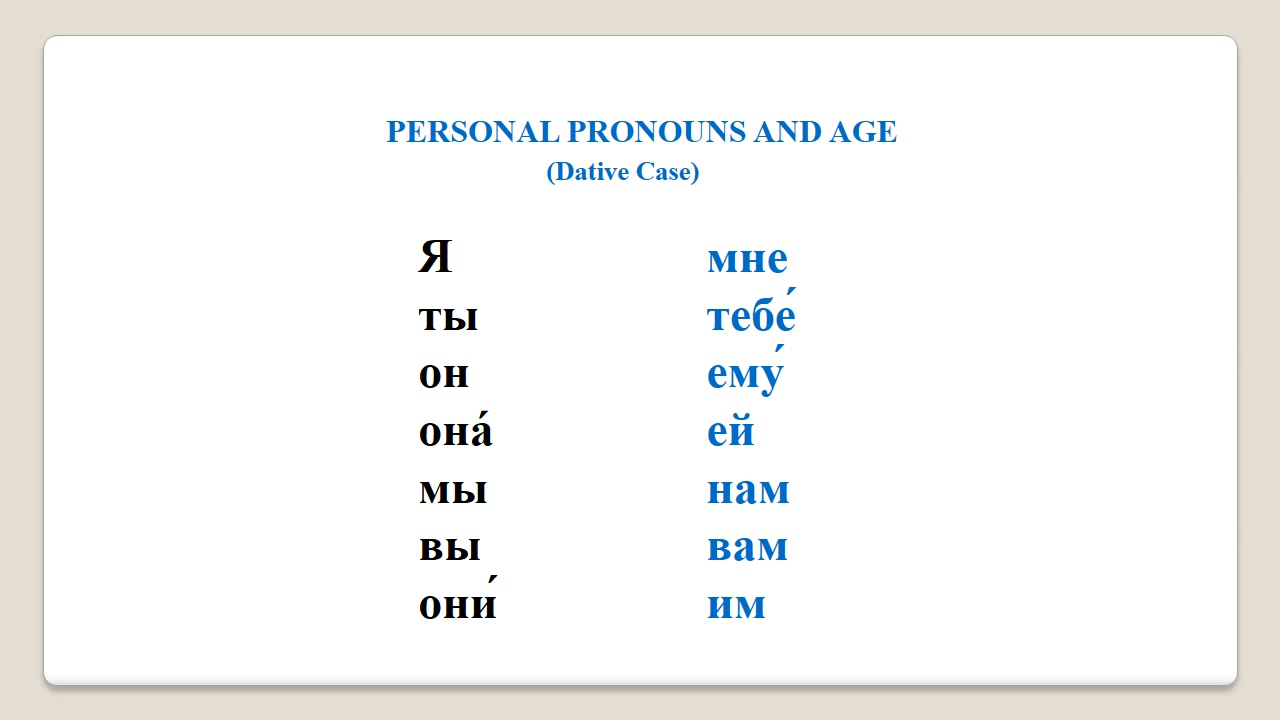 PERSONAL PRONOUNS AND AGE
(Dative Case)
Я мне
ты тебе́
он ему́
она́ ей
мы нам
вы вам
они́ им